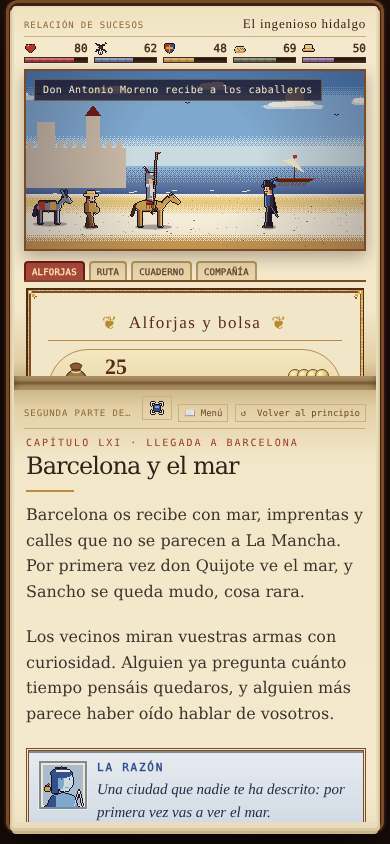 RELACIÓN DE SUCESOS
El ingenioso hidalgo
80 62 48 69 50
Don Antonio Moreno recibe a los caballeros
ALFORJAS RUTA CUADERNO COMPAÑÍA
Alforjas y bolsa
25
SEGUNDA PARTE DE… Menú ↺ Volver al principio
CAPÍTULO LXI · LLEGADA A BARCELONA
Barcelona y el mar
Barcelona os recibe con mar, imprentas y
calles que no se parecen a La Mancha.
Por primera vez don Quijote ve el mar, y
Sancho se queda mudo, cosa rara.
Los vecinos miran vuestras armas con
curiosidad. Alguien ya pregunta cuánto
tiempo pensáis quedaros, y alguien más
parece haber oído hablar de vosotros.
LA RAZÓN
Una ciudad que nadie te ha descrito: por
primera vez vas a ver el mar.